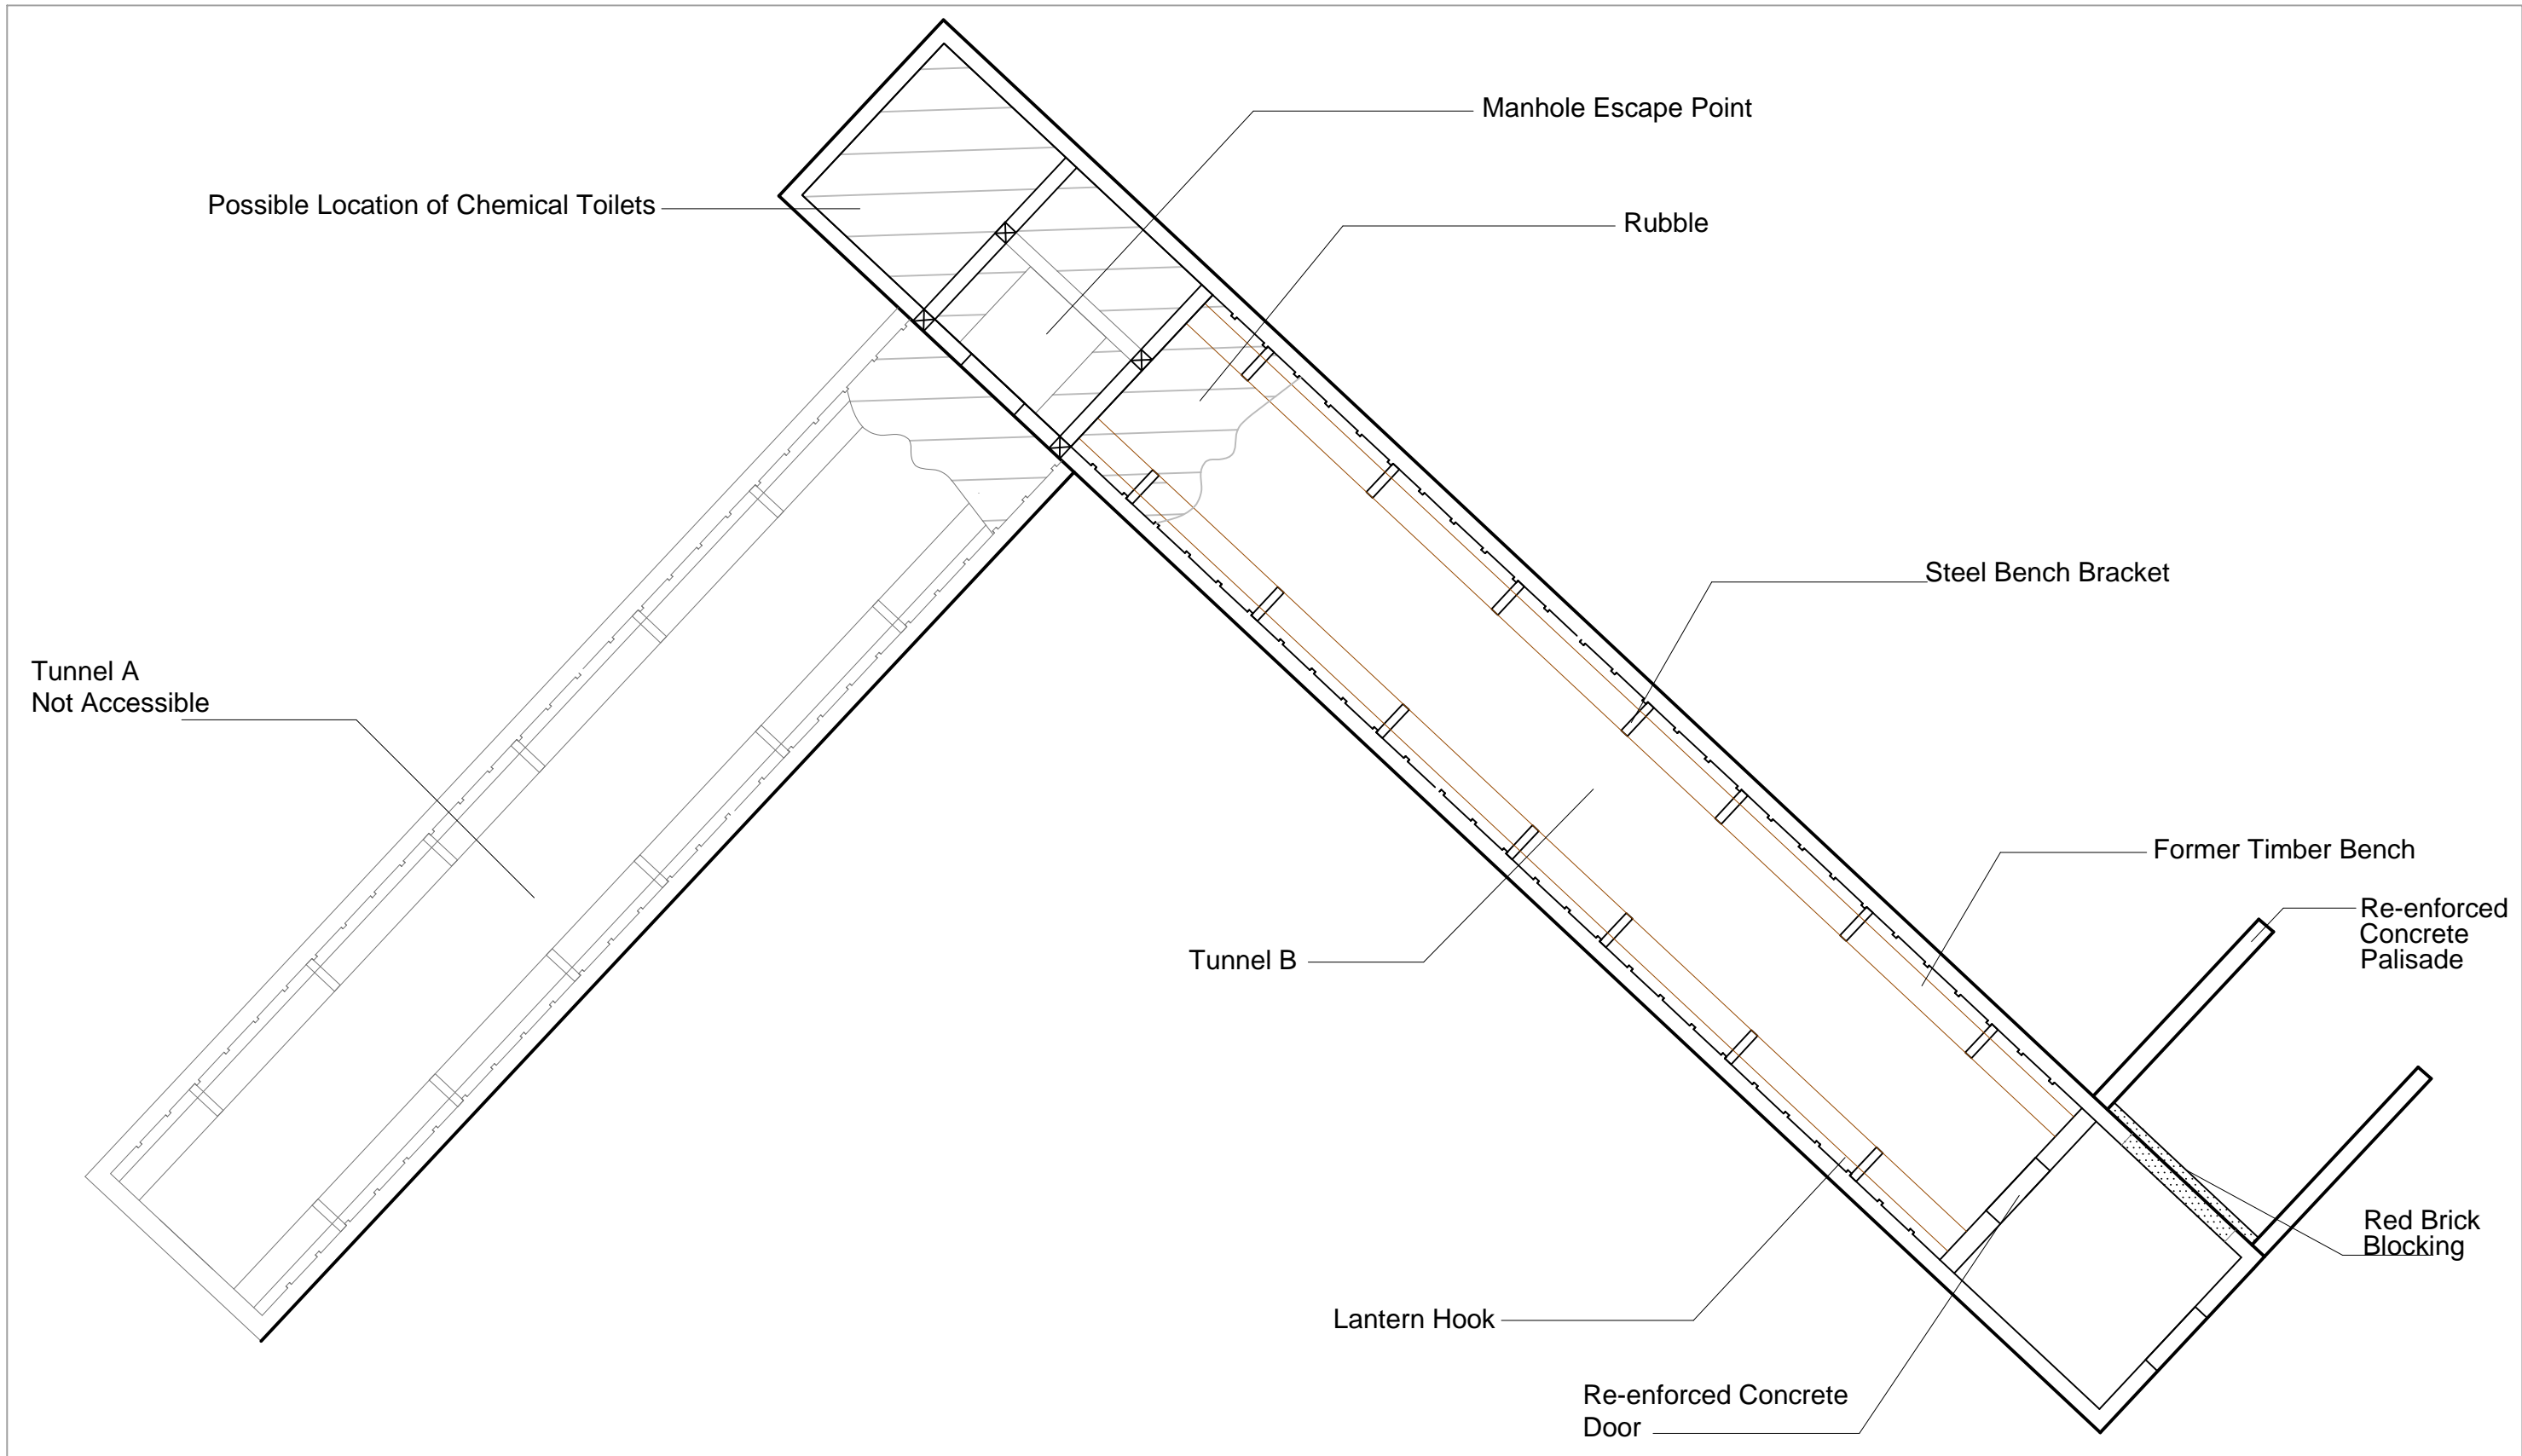 Manhole Escape Point
Possible Location of Chemical Toilets
Rubble
Steel Bench Bracket
Tunnel A
Not Accessible
Former Timber Bench
Re-enforced
Concrete
Palisade
Tunnel B
Red Brick
Blocking
Lantern Hook
Re-enforced Concrete
Door